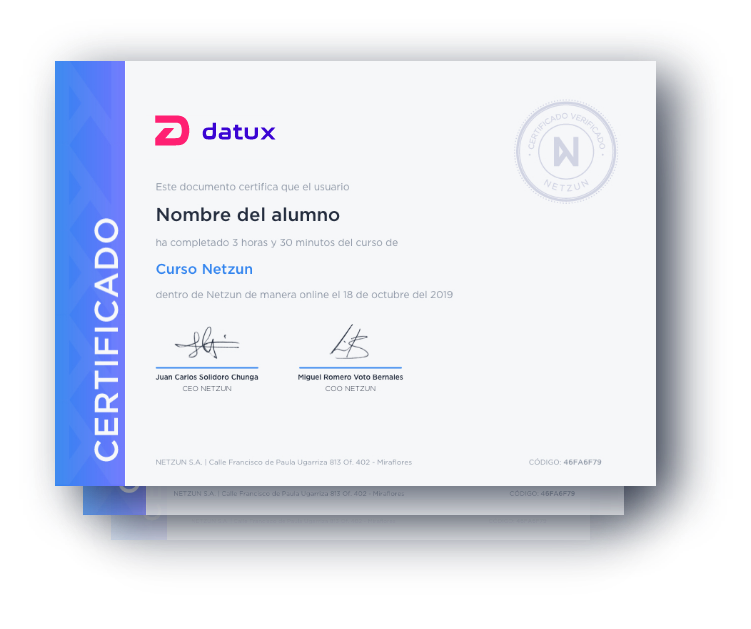 datux
CERTIFICADO VERIFICADO
NETZUN
Este documento certifica que el usuario
Nombre del alumno
ha completado 3 horas y 30 minutos del curso de
Curso Netzun
dentro de Netzun de manera online el 18 de octubre del 2019
CERTIFICADO
Juan Carlos Solidoro Chunga
CEO NETZUN
Miguel Romero Voto Bernales
COO NETZUN
NETZUN S.A. | Calle Francisco de Paula Ugarriza 813 Of. 402 - Miraflores
CÓDIGO: 46FA6F79
NETZUN S.A. | Calle Francisco de Paula Ugarriza 813 Of. 402 - Miraflores
CÓDIGO: 46FA6F79